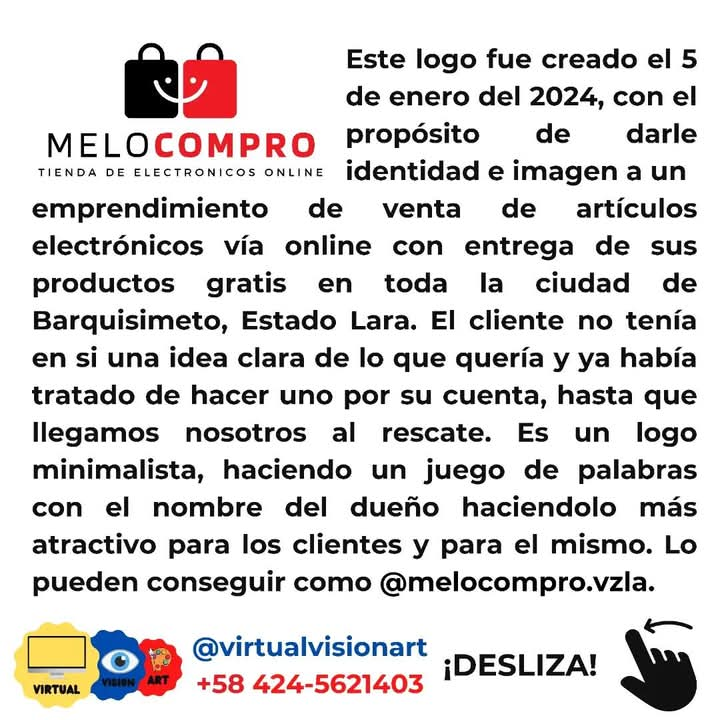 MELOCOMPRO
TIENDA DE ELECTRONICOS ONLINE
Este logo fue creado el 5
de enero del 2024, con el
propósito de darle
identidad e imagen a un
emprendimiento de venta de artículos
electrónicos vía online con entrega de sus
productos gratis en toda la ciudad de
Barquisimeto, Estado Lara. El cliente no tenía
en si una idea clara de lo que quería y ya había
tratado de hacer uno por su cuenta, hasta que
llegamos nosotros al rescate. Es un logo
minimalista, haciendo un juego de palabras
con el nombre del dueño haciendolo más
atractivo para los clientes y para el mismo. Lo
pueden conseguir como @melocompro.vzla.
VIRTUAL VISION ART
@virtualvisionart
+58 424-5621403
¡DESLIZA!